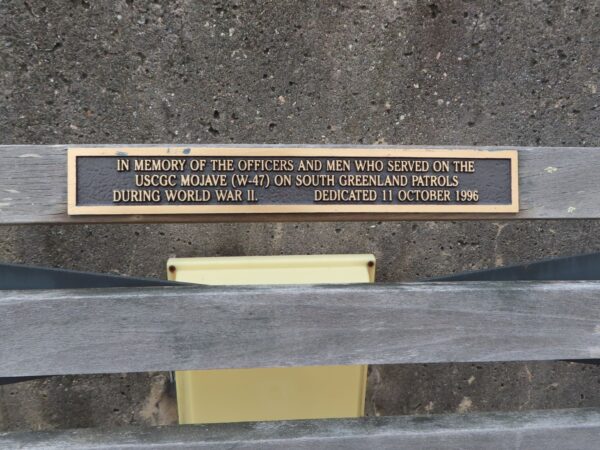 IN MEMORY OF THE OFFICERS AND MEN WHO SERVED ON THE
USCGC MOJAVE (W-47) ON SOUTH GREENLAND PATROLS
DURING WORLD WAR II. DEDICATED 11 OCTOBER 1996